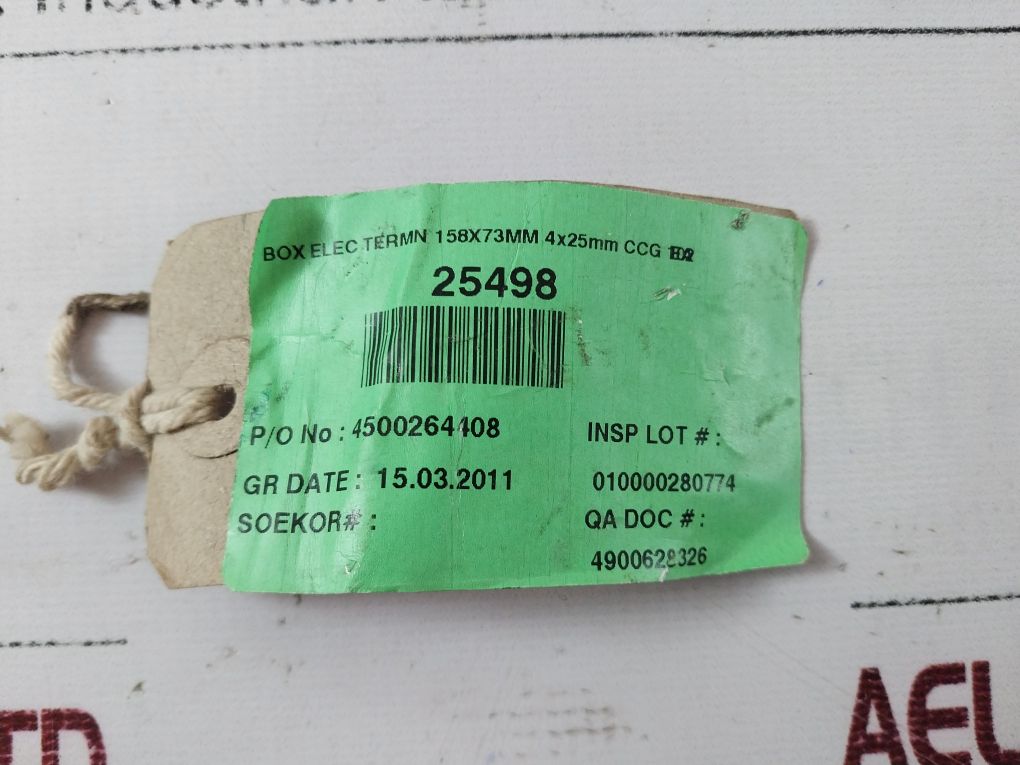 BOX ELEC TERMN 158X73MM 4x25mm CCG
25498
P/O No : 4500264408
INSP LOT # :
GR DATE : 15.03.2011
010000280774
SOEKOR# :
QA DOC # :
4900628326
TD
AEL